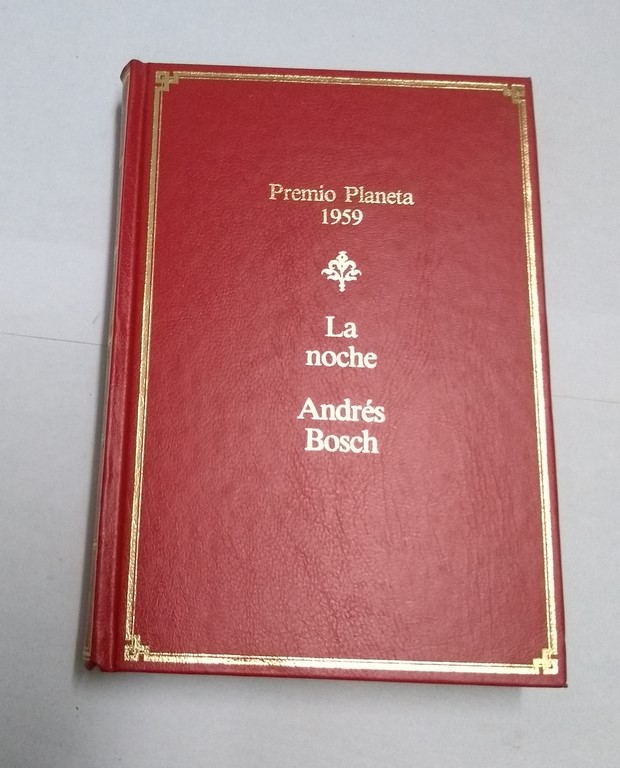 Premio Planeta
1959
La
noche
Andrés
Bosch